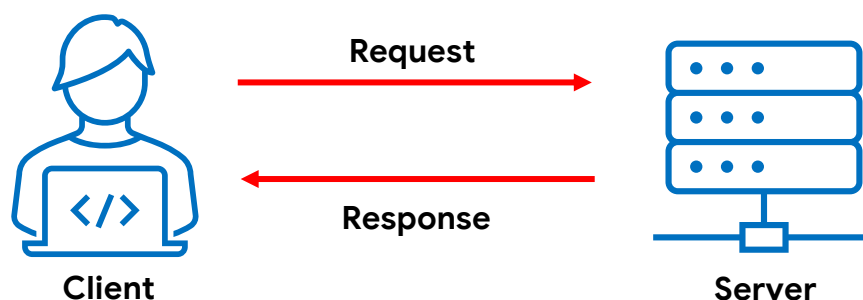 Request
</>
Response
Client
Server